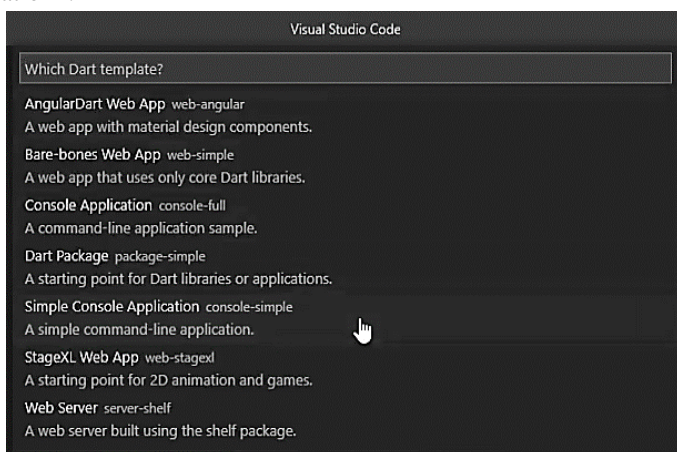 Visual Studio Code
Which Dart template?
AngularDart Web App web-angular
A web app with material design components.
Bare-bones Web App web-simple
A web app that uses only core Dart libraries.
Console Application console-full
A command-line application sample.
Dart Package package-simple
A starting point for Dart libraries or applications.
Simple Console Application console-simple
A simple command-line application.
StageXL Web App web-stagexl
A starting point for 2D animation and games.
Web Server server-shelf
A web server built using the shelf package.